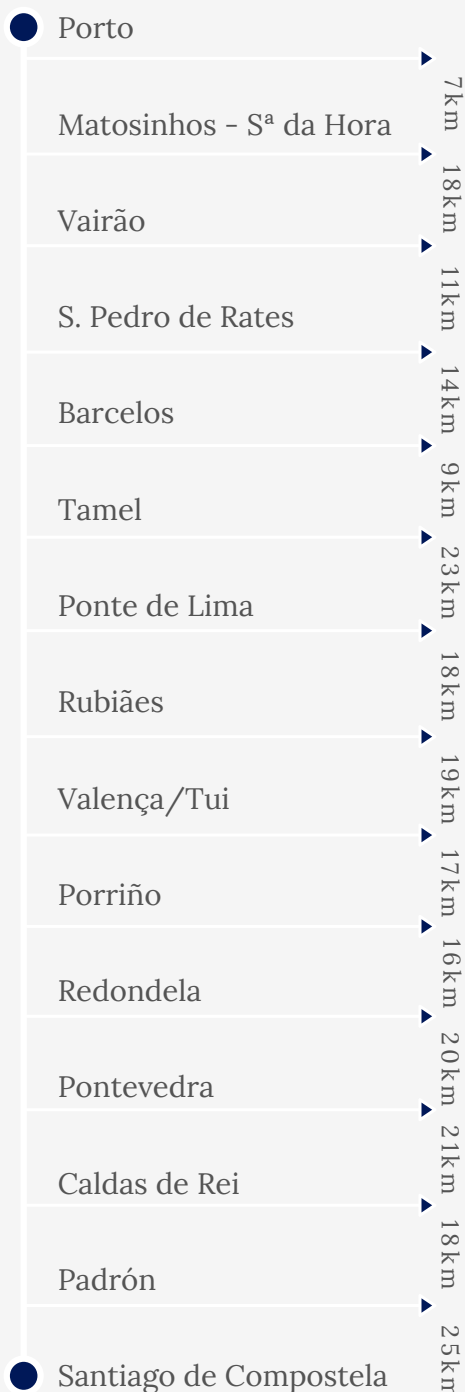 Porto
7km
Matosinhos - Sª da Hora
18km
Vairão
11km
S. Pedro de Rates
14km
Barcelos
9km
Tamel
23km
Ponte de Lima
18km
Rubiães
19km
Valença/Tui
17km
Porriño
16km
Redondela
20km
Pontevedra
21km
Caldas de Rei
18km
Padrón
25km
Santiago de Compostela